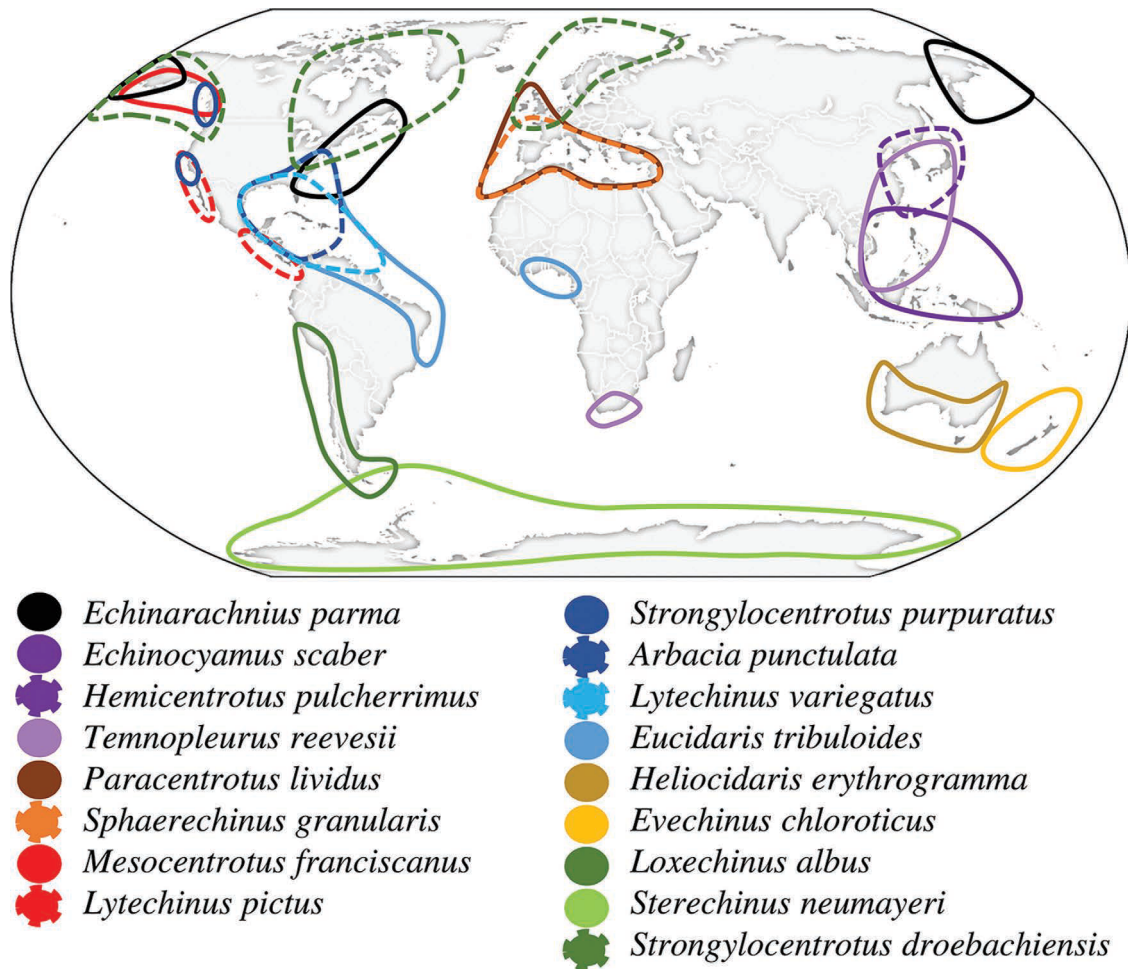 Echinarachnius parma
Echinocyamus scaber
Hemicentrotus pulcherrimus
Temnopleurus reevesii
Paracentrotus lividus
Sphaerechinus granularis
Mesocentrotus franciscanus
Lytechinus pictus
Strongylocentrotus purpuratus
Arbacia punctulata
Lytechinus variegatus
Eucidaris tribuloides
Heliocidaris erythrogramma
Evechinus chloroticus
Loxechinus albus
Sterechinus neumayeri
Strongylocentrotus droebachiensis